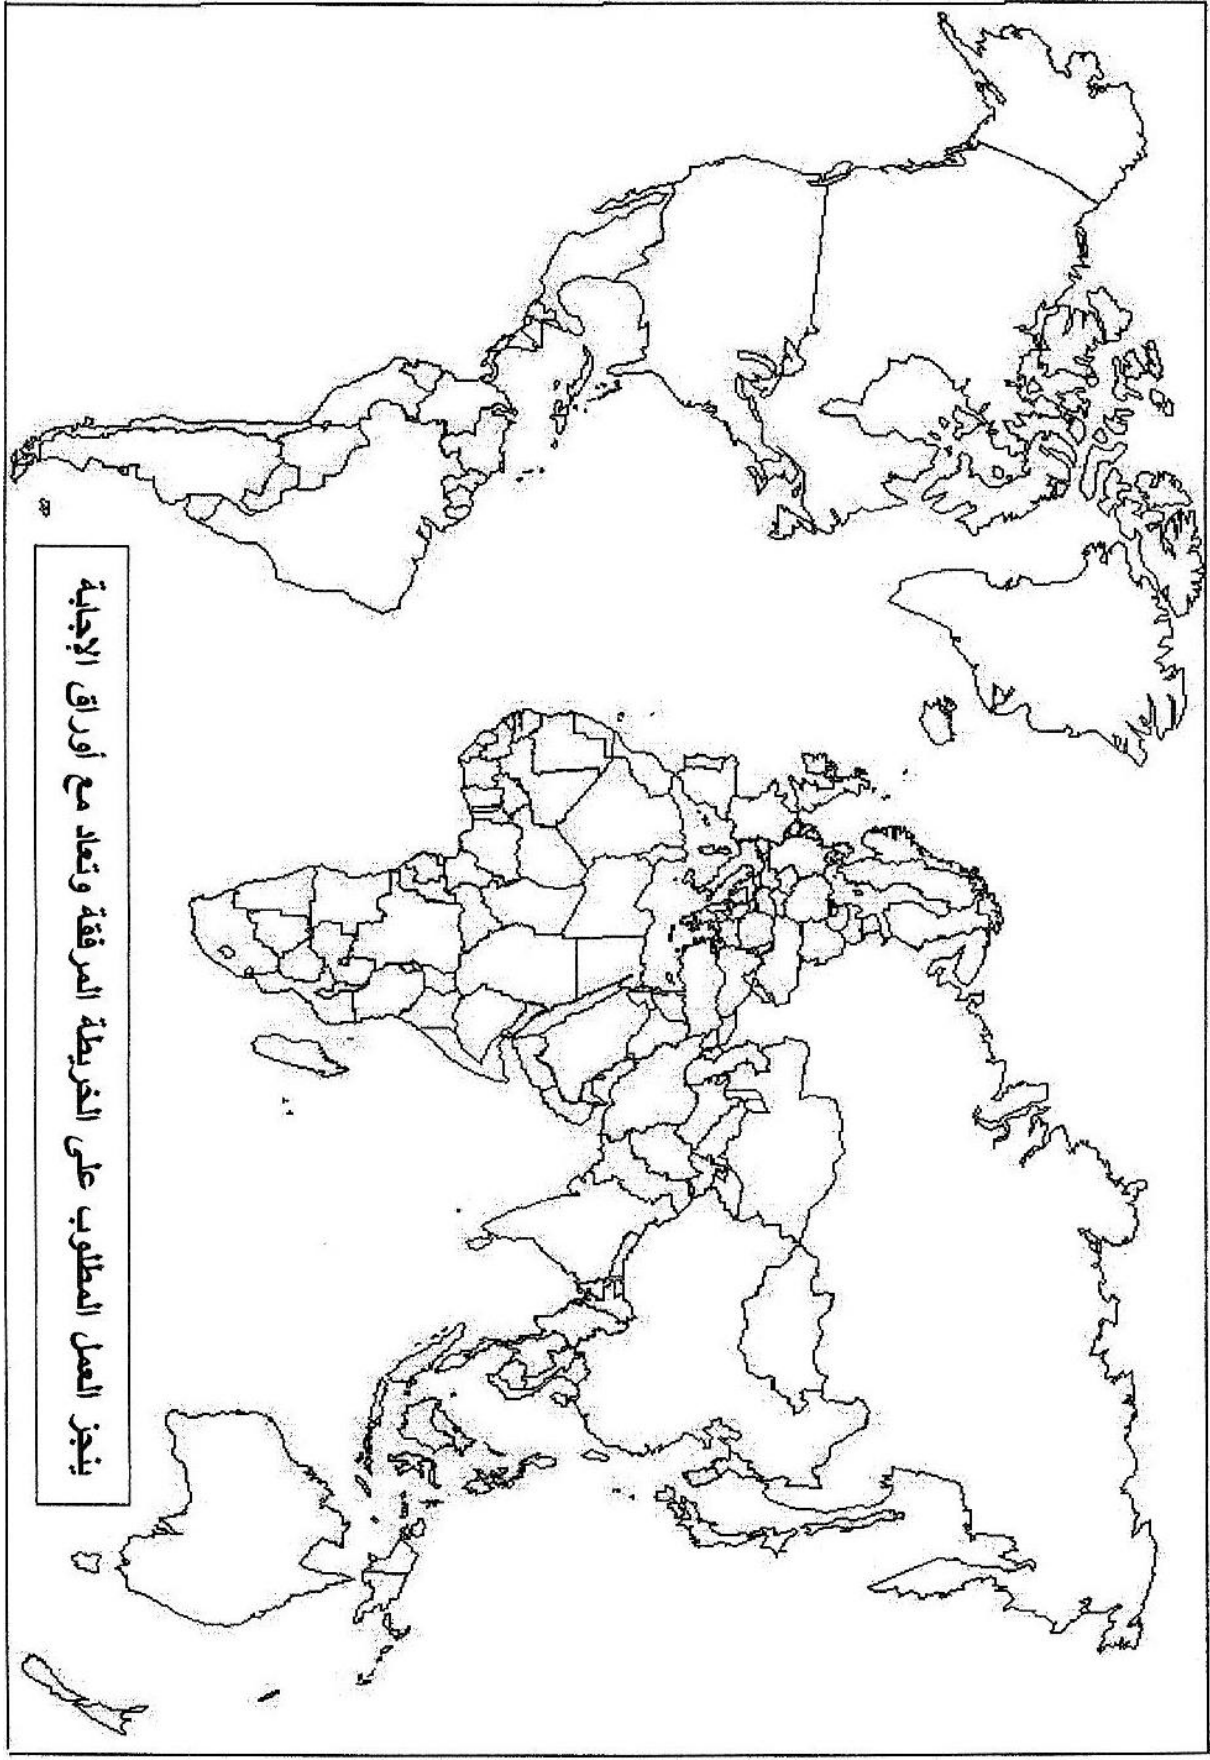 ينجز العمل المطلوب على الخريطة المرفقة وتعاد مع أوراق الإجابة